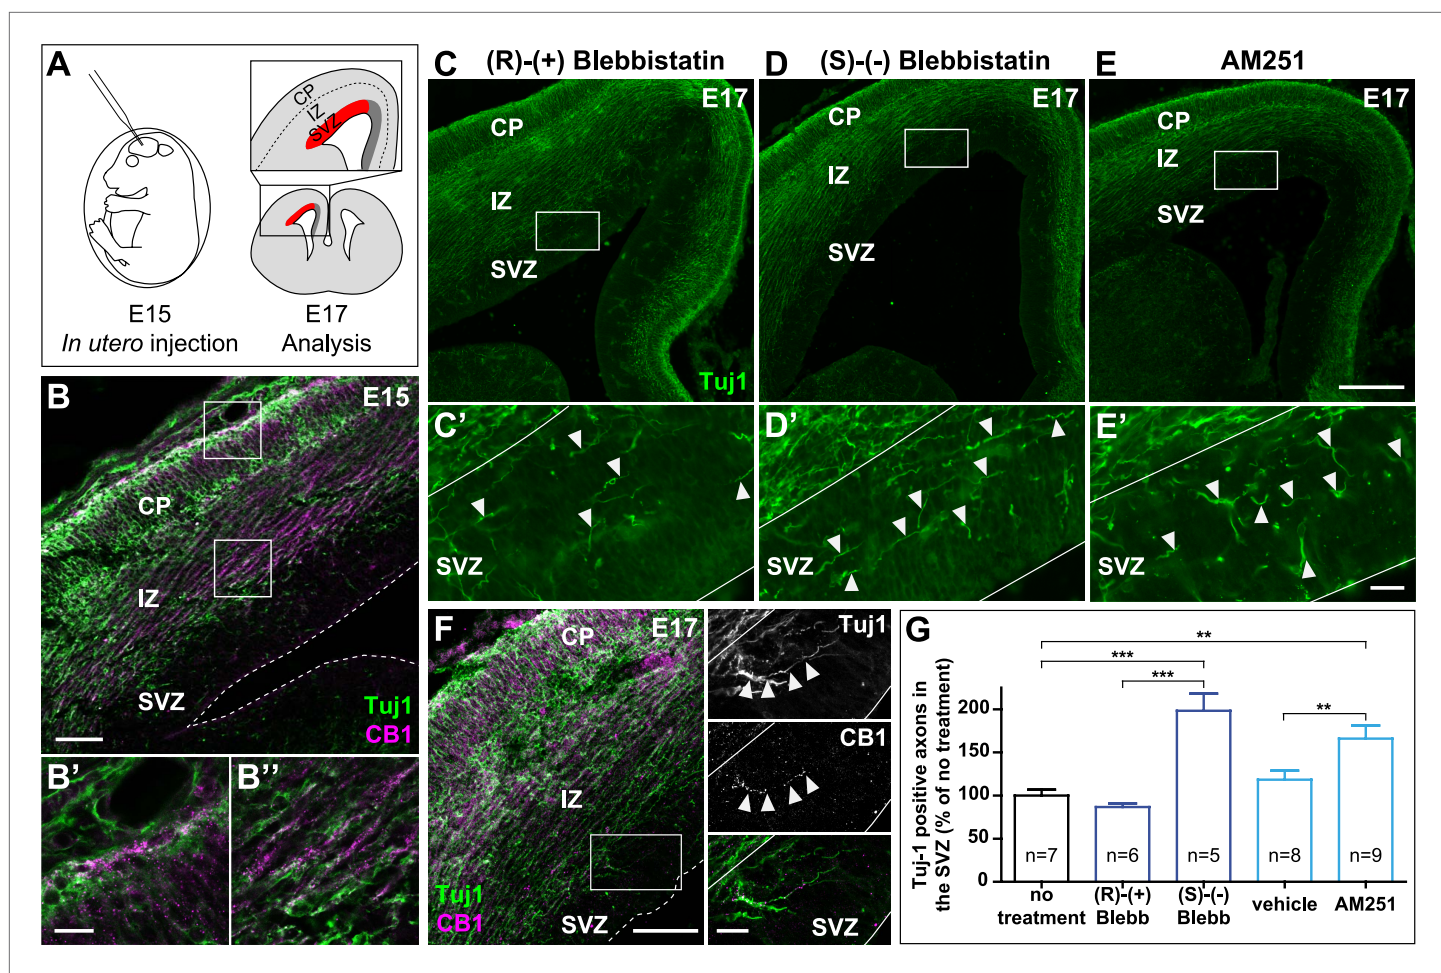 A
CP
IZ
SVZ
E15
In utero injection
E17
Analysis
B
E15
CP
IZ
SVZ
Tuj1
CB1
B'
B''
C
(R)-(+) Blebbistatin
E17
CP
IZ
SVZ
Tuj1
D
(S)-(-) Blebbistatin
E17
CP
IZ
SVZ
E
AM251
E17
CP
IZ
SVZ
C'
SVZ
D'
SVZ
E'
SVZ
F
E17
CP
IZ
SVZ
Tuj1
CB1
Tuj1
CB1
SVZ
G
Tuj-1 positive axons in
the SVZ (% of no treatment)
200
150
100
50
0
**
***
***
**
n=7
n=6
n=5
n=8
n=9
no
treatment
(R)-(+)
Blebb
(S)-(-)
Blebb
vehicle
AM251